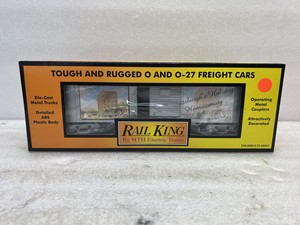 TOUGH AND RUGGED O AND O-27 FREIGHT CARS
Die-Cast
Metal Trucks
Detailed
ABS
Plastic Body
Operating
Metal
Couplers
Attractively
Decorated
RAIL KING
By MTH Electric Trains